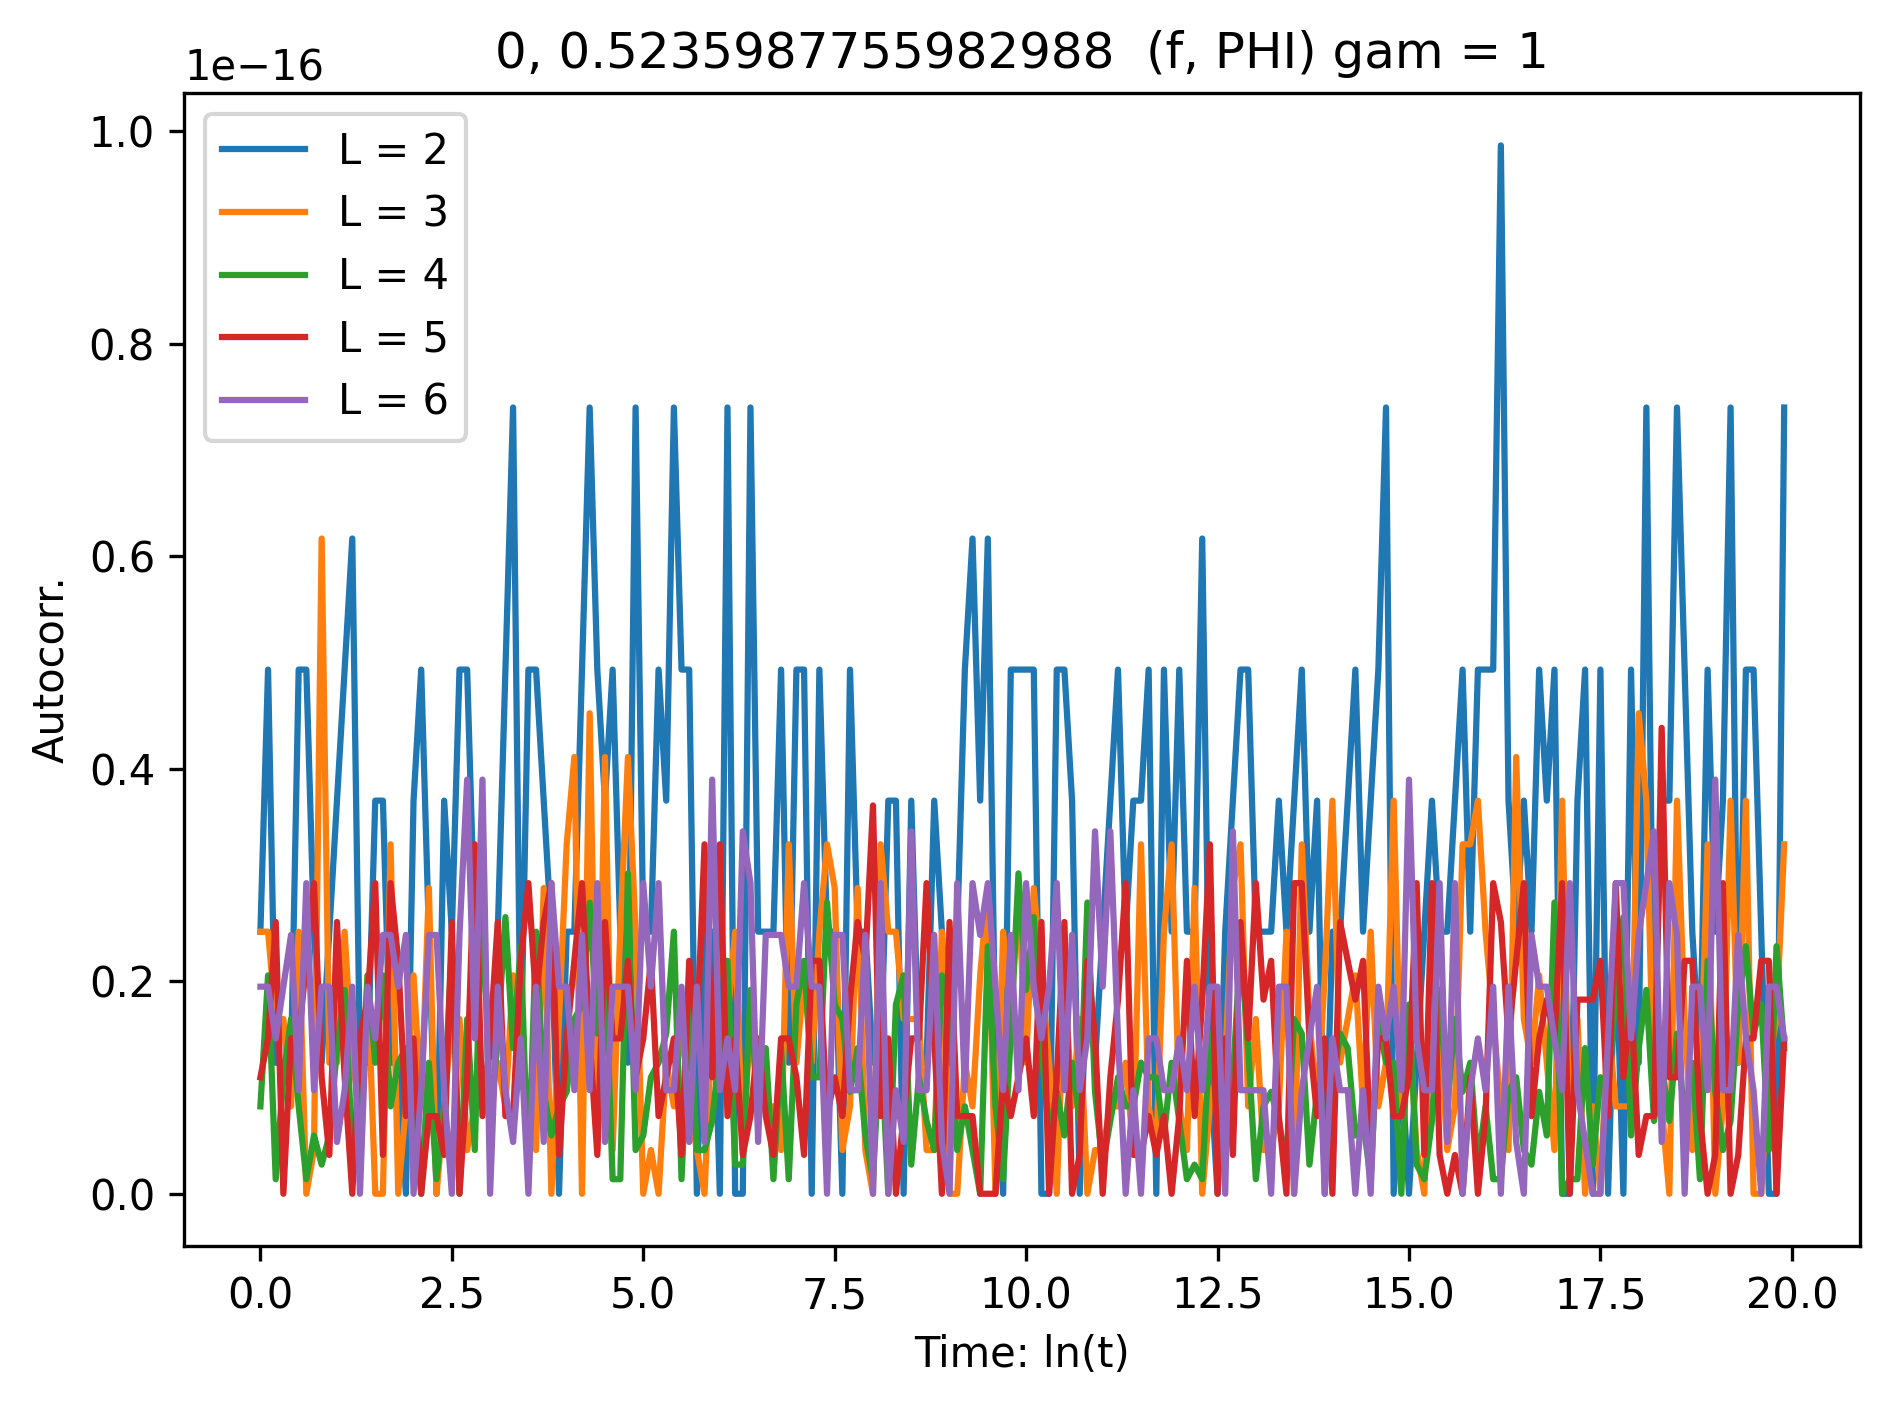 0, 0.5235987755982988  (f, PHI) gam = 1
1e−16
1.0
0.8
0.6
0.4
0.2
0.0
Autocorr.
L = 2
L = 3
L = 4
L = 5
L = 6
0.0 2.5 5.0 7.5 10.0 12.5 15.0 17.5 20.0
Time: ln(t)